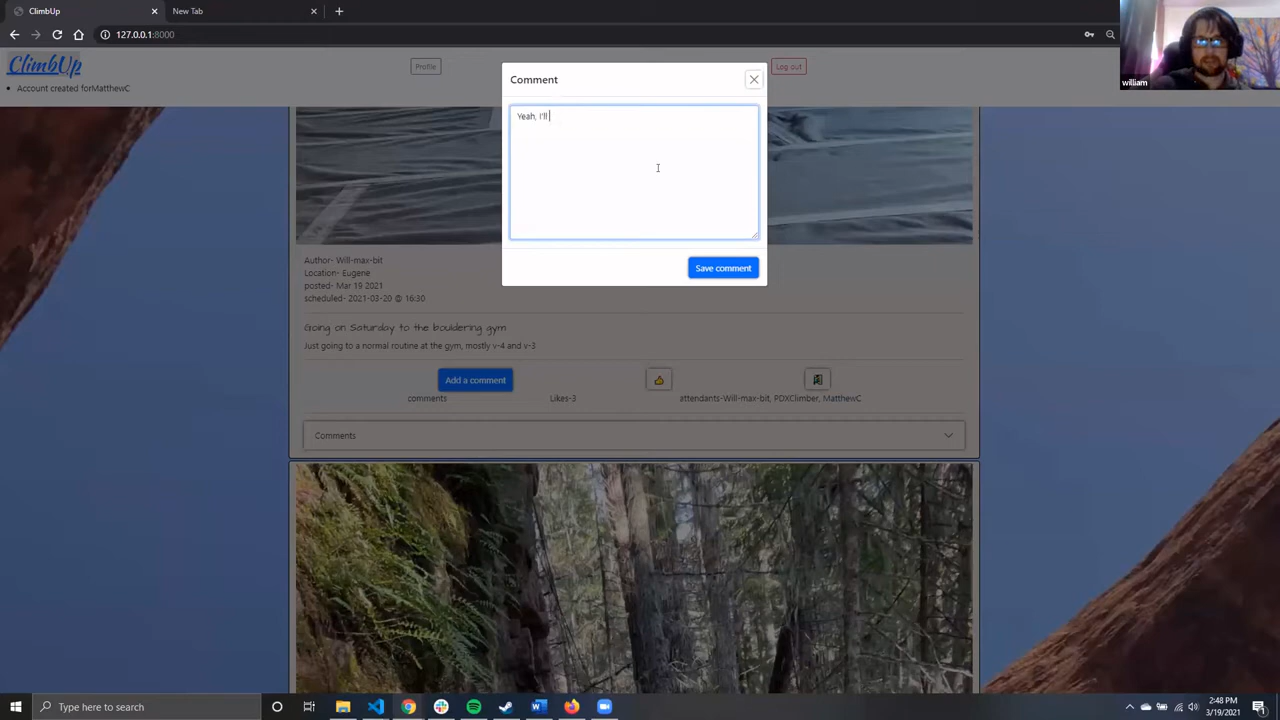 ClimbUp
New Tab
127.0.0.1:8000
william
ClimbUp
Account created forMatthewC
Profile
Log out
Comment
Yeah, I'll
Save comment
Author- Will-max-bit
Location- Eugene
posted- Mar 19 2021
scheduled- 2021-03-20 @ 16:30
Going on Saturday to the bouldering gym
Just going to a normal routine at the gym, mostly v-4 and v-3
Add a comment
comments
Likes-3
attendants-Will-max-bit, PDXClimber, MatthewC
Comments
Type here to search
2:48 PM
3/19/2021